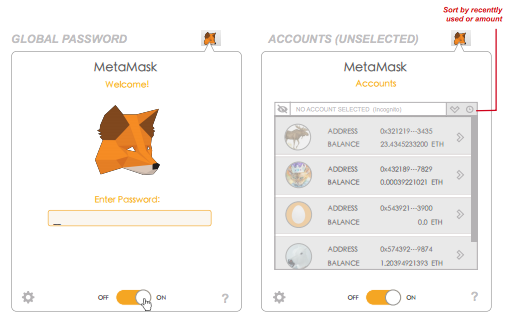 Sort by recently
used or amount
GLOBAL PASSWORD
MetaMask
Welcome!
Enter Password:
OFF ON
?
ACCOUNTS (UNSELECTED)
MetaMask
Accounts
NO ACCOUNT SELECTED (Incognito)
ADDRESS 0x321219···3435
BALANCE 23.4345233200 ETH
ADDRESS 0x432189···7829
BALANCE 0.00039221021 ETH
ADDRESS 0x543921···3900
BALANCE 0.0 ETH
ADDRESS 0x574392···9874
BALANCE 1.20394921393 ETH
OFF ON
?